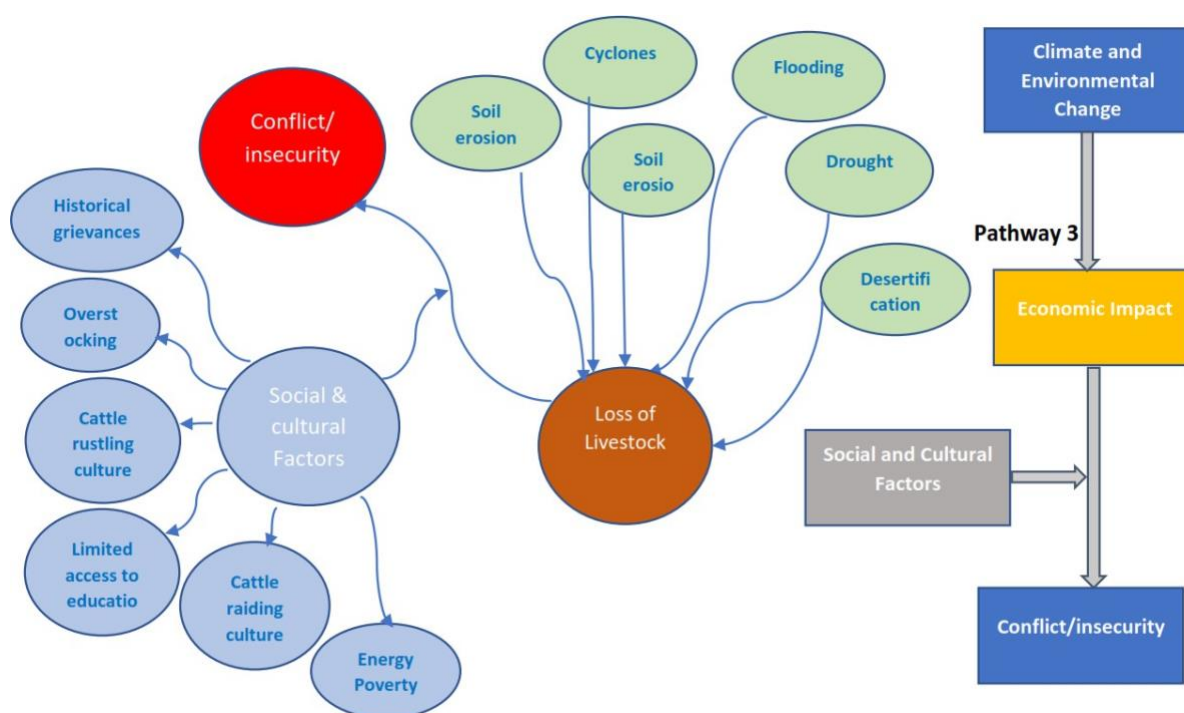 Cyclones
Flooding
Soil
erosion
Conflict/
insecurity
Soil
erosio
Drought
Historical
grievances
Desertifi
cation
Overst
ocking
Social &
cultural
Factors
Loss of
Livestock
Cattle
rustling
culture
Limited
access to
educatio
Cattle
raiding
culture
Energy
Poverty
Climate and
Environmental
Change
Pathway 3
Economic Impact
Social and Cultural
Factors
Conflict/insecurity